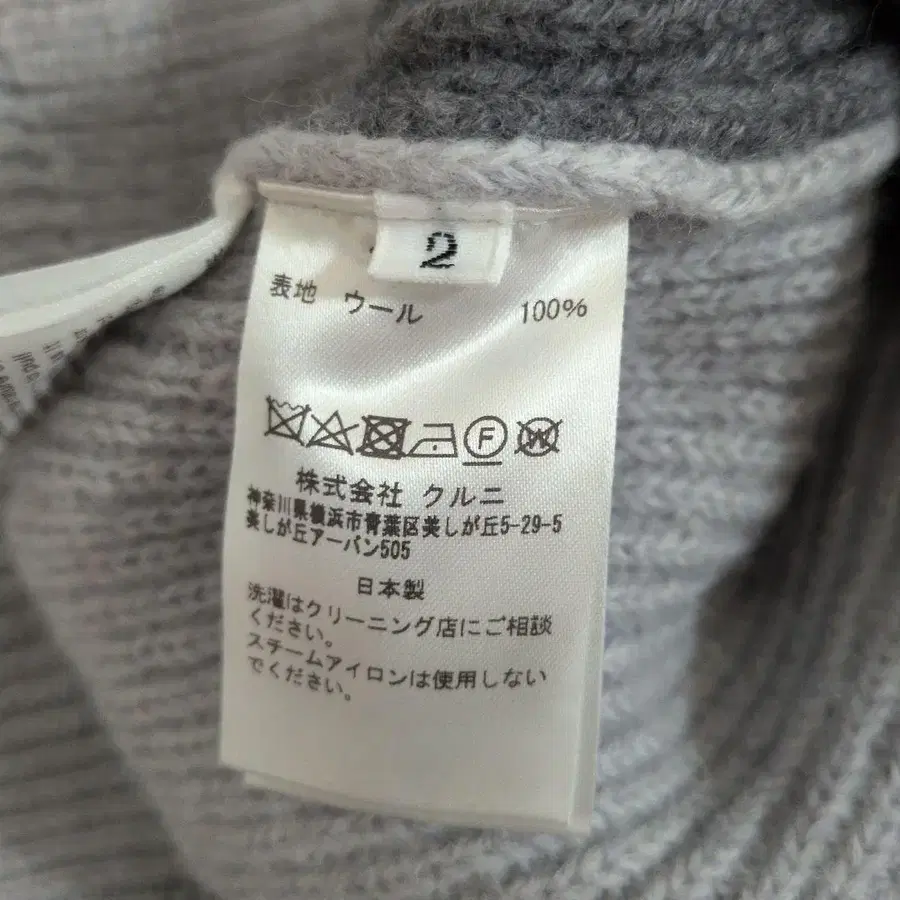 2
表地 ウール 100%
F W
株式会社 クルニ
神奈川県横浜市青葉区美しが丘5-29-5
美しが丘アーバン505
日本製
洗濯はクリーニング店にご相談
ください。
スチームアイロンは使用しない
でください。